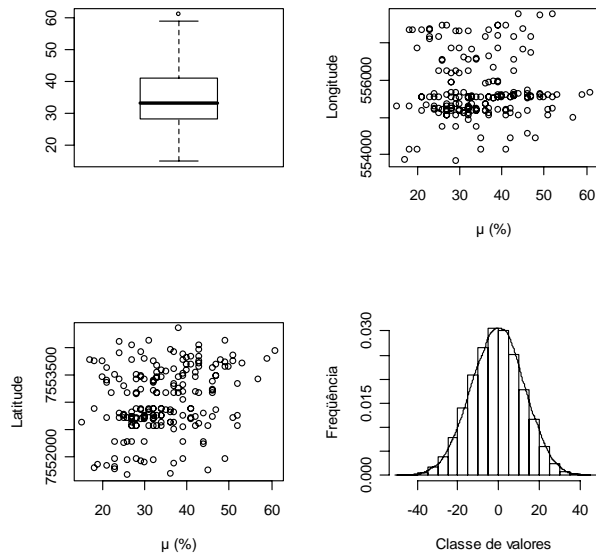 60
50
40
30
20
Longitude
556000
554000
20 30 40 50 60
µ (%)
Latitude
7553500
7552000
20 30 40 50 60
µ (%)
Freqüência
0.030
0.015
0.000
-40 -20 0 20 40
Classe de valores